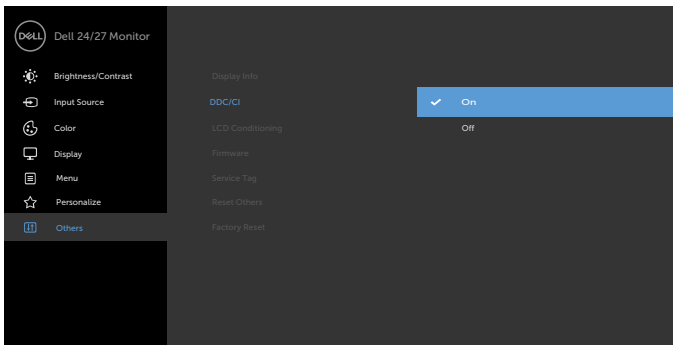 DELL Dell 24/27 Monitor
Brightness/Contrast
Display Info
Input Source
DDC/CI
On
Color
LCD Conditioning
Off
Display
Firmware
Menu
Service Tag
Personalize
Reset Others
Others
Factory Reset